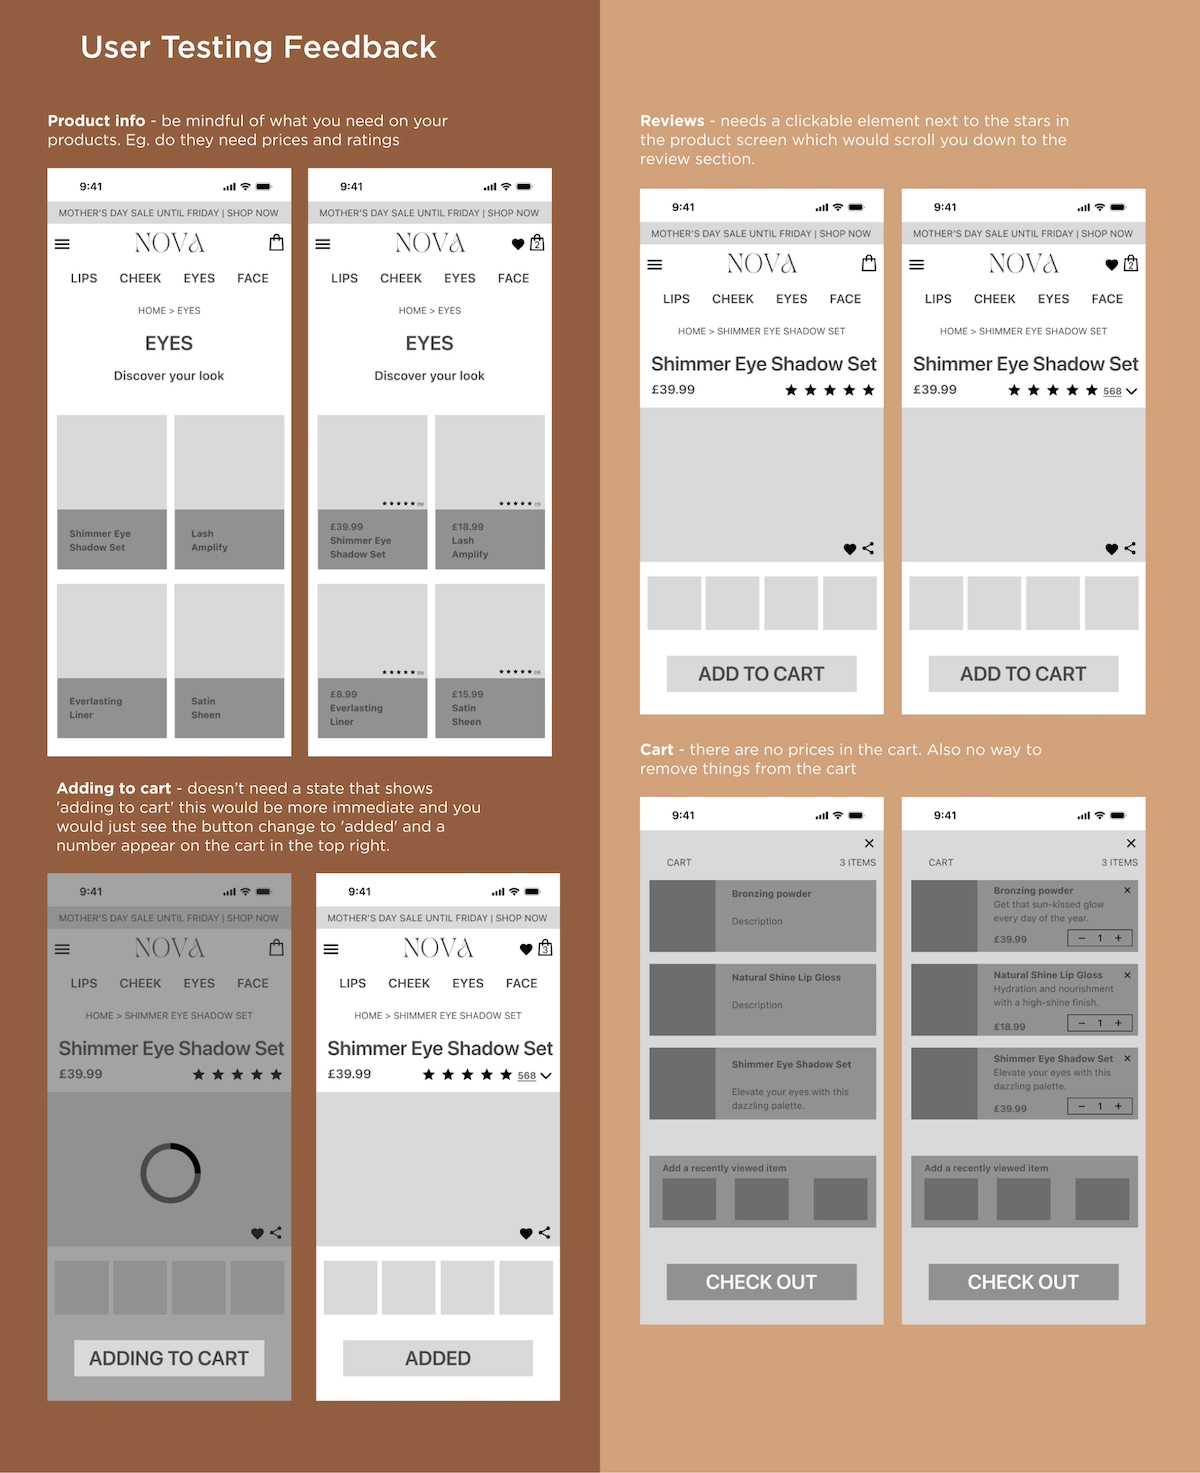 User Testing Feedback
Product info - be mindful of what you need on your
products. Eg. do they need prices and ratings
9:41
MOTHER'S DAY SALE UNTIL FRIDAY | SHOP NOW
NOVA
LIPS CHEEK EYES FACE
HOME > EYES
EYES
Discover your look
Shimmer Eye
Shadow Set
Lash
Amplify
Everlasting
Liner
Satin
Sheen
9:41
MOTHER'S DAY SALE UNTIL FRIDAY | SHOP NOW
NOVA
2
LIPS CHEEK EYES FACE
HOME > EYES
EYES
Discover your look
£39.99
Shimmer Eye
Shadow Set
£18.99
Lash
Amplify
£8.99
Everlasting
Liner
£15.99
Satin
Sheen
Adding to cart - doesn't need a state that shows
'adding to cart' this would be more immediate and you
would just see the button change to 'added' and a
number appear on the cart in the top right.
9:41
MOTHER'S DAY SALE UNTIL FRIDAY | SHOP NOW
NOVA
LIPS CHEEK EYES FACE
HOME > SHIMMER EYE SHADOW SET
Shimmer Eye Shadow Set
£39.99
ADDING TO CART
9:41
MOTHER'S DAY SALE UNTIL FRIDAY | SHOP NOW
NOVA
3
LIPS CHEEK EYES FACE
HOME > SHIMMER EYE SHADOW SET
Shimmer Eye Shadow Set
£39.99 568
ADDED
Reviews - needs a clickable element next to the stars in
the product screen which would scroll you down to the
review section.
9:41
MOTHER'S DAY SALE UNTIL FRIDAY | SHOP NOW
NOVA
LIPS CHEEK EYES FACE
HOME > SHIMMER EYE SHADOW SET
Shimmer Eye Shadow Set
£39.99
ADD TO CART
9:41
MOTHER'S DAY SALE UNTIL FRIDAY | SHOP NOW
NOVA
2
LIPS CHEEK EYES FACE
HOME > SHIMMER EYE SHADOW SET
Shimmer Eye Shadow Set
£39.99 568
ADD TO CART
Cart - there are no prices in the cart. Also no way to
remove things from the cart
9:41
CART 3 ITEMS
Bronzing powder
Description
Natural Shine Lip Gloss
Description
Shimmer Eye Shadow Set
Elevate your eyes with this
dazzling palette.
Add a recently viewed item
CHECK OUT
9:41
CART 3 ITEMS
Bronzing powder
Get that sun-kissed glow
every day of the year.
£39.99 − 1 +
Natural Shine Lip Gloss
Hydration and nourishment
with a high-shine finish.
£18.99 − 1 +
Shimmer Eye Shadow Set
Elevate your eyes with this
dazzling palette.
£39.99 − 1 +
Add a recently viewed item
CHECK OUT